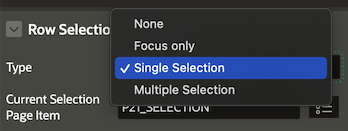 Row Selectio
None
Focus only
Type
✓ Single Selection
Multiple Selection
Current Selection
Page Item
P21_SELECTION